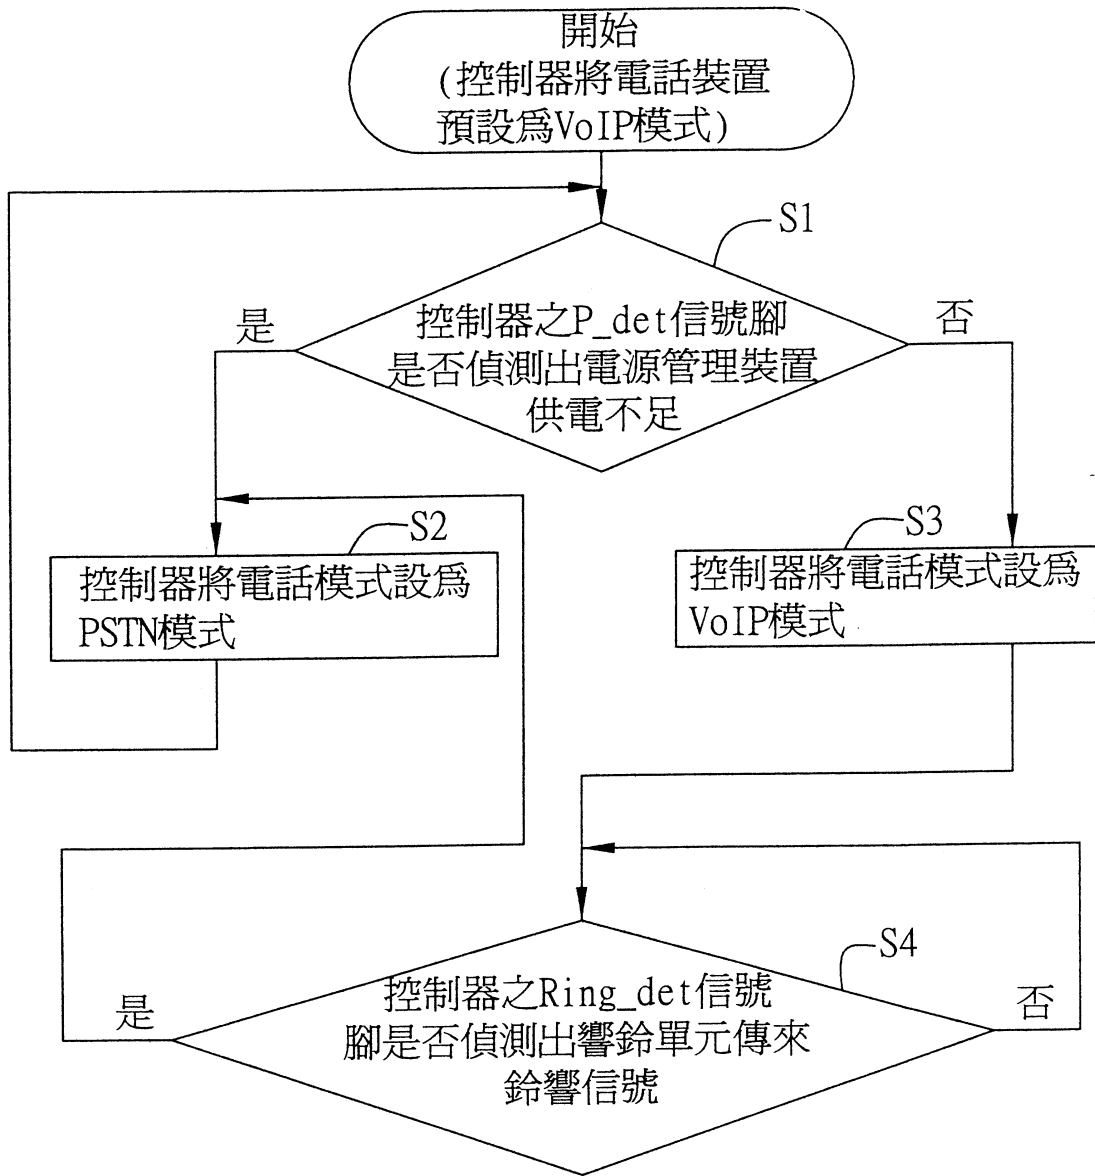 開始
(控制器將電話裝置
預設爲VoIP模式)
S1
是
控制器之P_det信號腳
是否偵測出電源管理裝置
供電不足
否
S2
控制器將電話模式設爲
PSTN模式
S3
控制器將電話模式設爲
VoIP模式
S4
是
控制器之Ring_det信號
腳是否偵測出響鈴單元傳來
鈴響信號
否